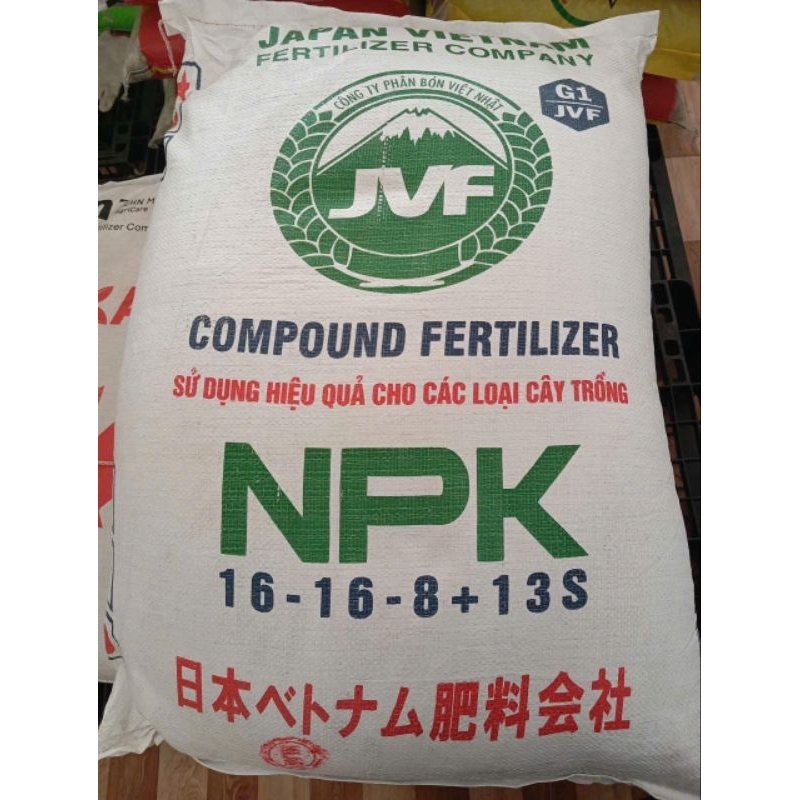 JAPAN VIETNAM
FERTILIZER COMPANY
CÔNG TY PHÂN BÓN VIỆT NHẬT
G1
JVF
JVF
COMPOUND FERTILIZER
SỬ DỤNG HIỆU QUẢ CHO CÁC LOẠI CÂY TRỒNG
NPK
16-16-8+13S
日本ベトナム肥料会社